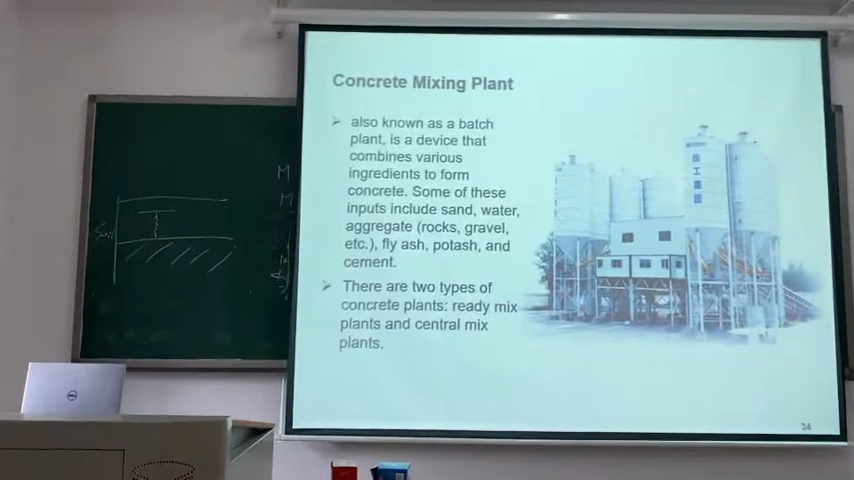 Concrete Mixing Plant
➢ also known as a batch
plant, is a device that
combines various
ingredients to form
concrete. Some of these
inputs include sand, water,
aggregate (rocks, gravel,
etc.), fly ash, potash, and
cement.
➢ There are two types of
concrete plants: Ready mix
plants and central mix
plants.
34
M
M
DELL